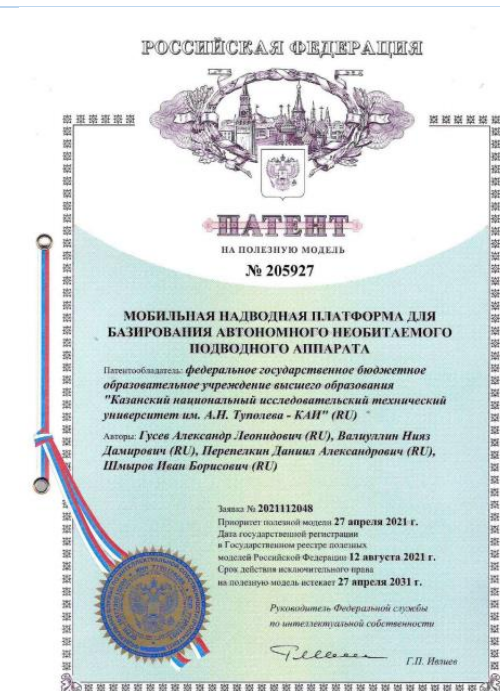 РОССИЙСКАЯ ФЕДЕРАЦИЯ
ПАТЕНТ
НА ПОЛЕЗНУЮ МОДЕЛЬ
№ 205927
МОБИЛЬНАЯ НАДВОДНАЯ ПЛАТФОРМА ДЛЯ
БАЗИРОВАНИЯ АВТОНОМНОГО НЕОБИТАЕМОГО
ПОДВОДНОГО АППАРАТА
Патентообладатель: федеральное государственное бюджетное
образовательное учреждение высшего образования
"Казанский национальный исследовательский технический
университет им. А.Н. Туполева - КАИ" (RU)
Авторы: Гусев Александр Леонидович (RU), Валиуллин Нияз
Дамирович (RU), Перепелкин Даниил Александрович (RU),
Шмыров Иван Борисович (RU)
Заявка № 2021112048
Приоритет полезной модели 27 апреля 2021 г.
Дата государственной регистрации
в Государственном реестре полезных
моделей Российской Федерации 12 августа 2021 г.
Срок действия исключительного права
на полезную модель истекает 27 апреля 2031 г.
Руководитель Федеральной службы
по интеллектуальной собственности
Г.П. Ивлиев